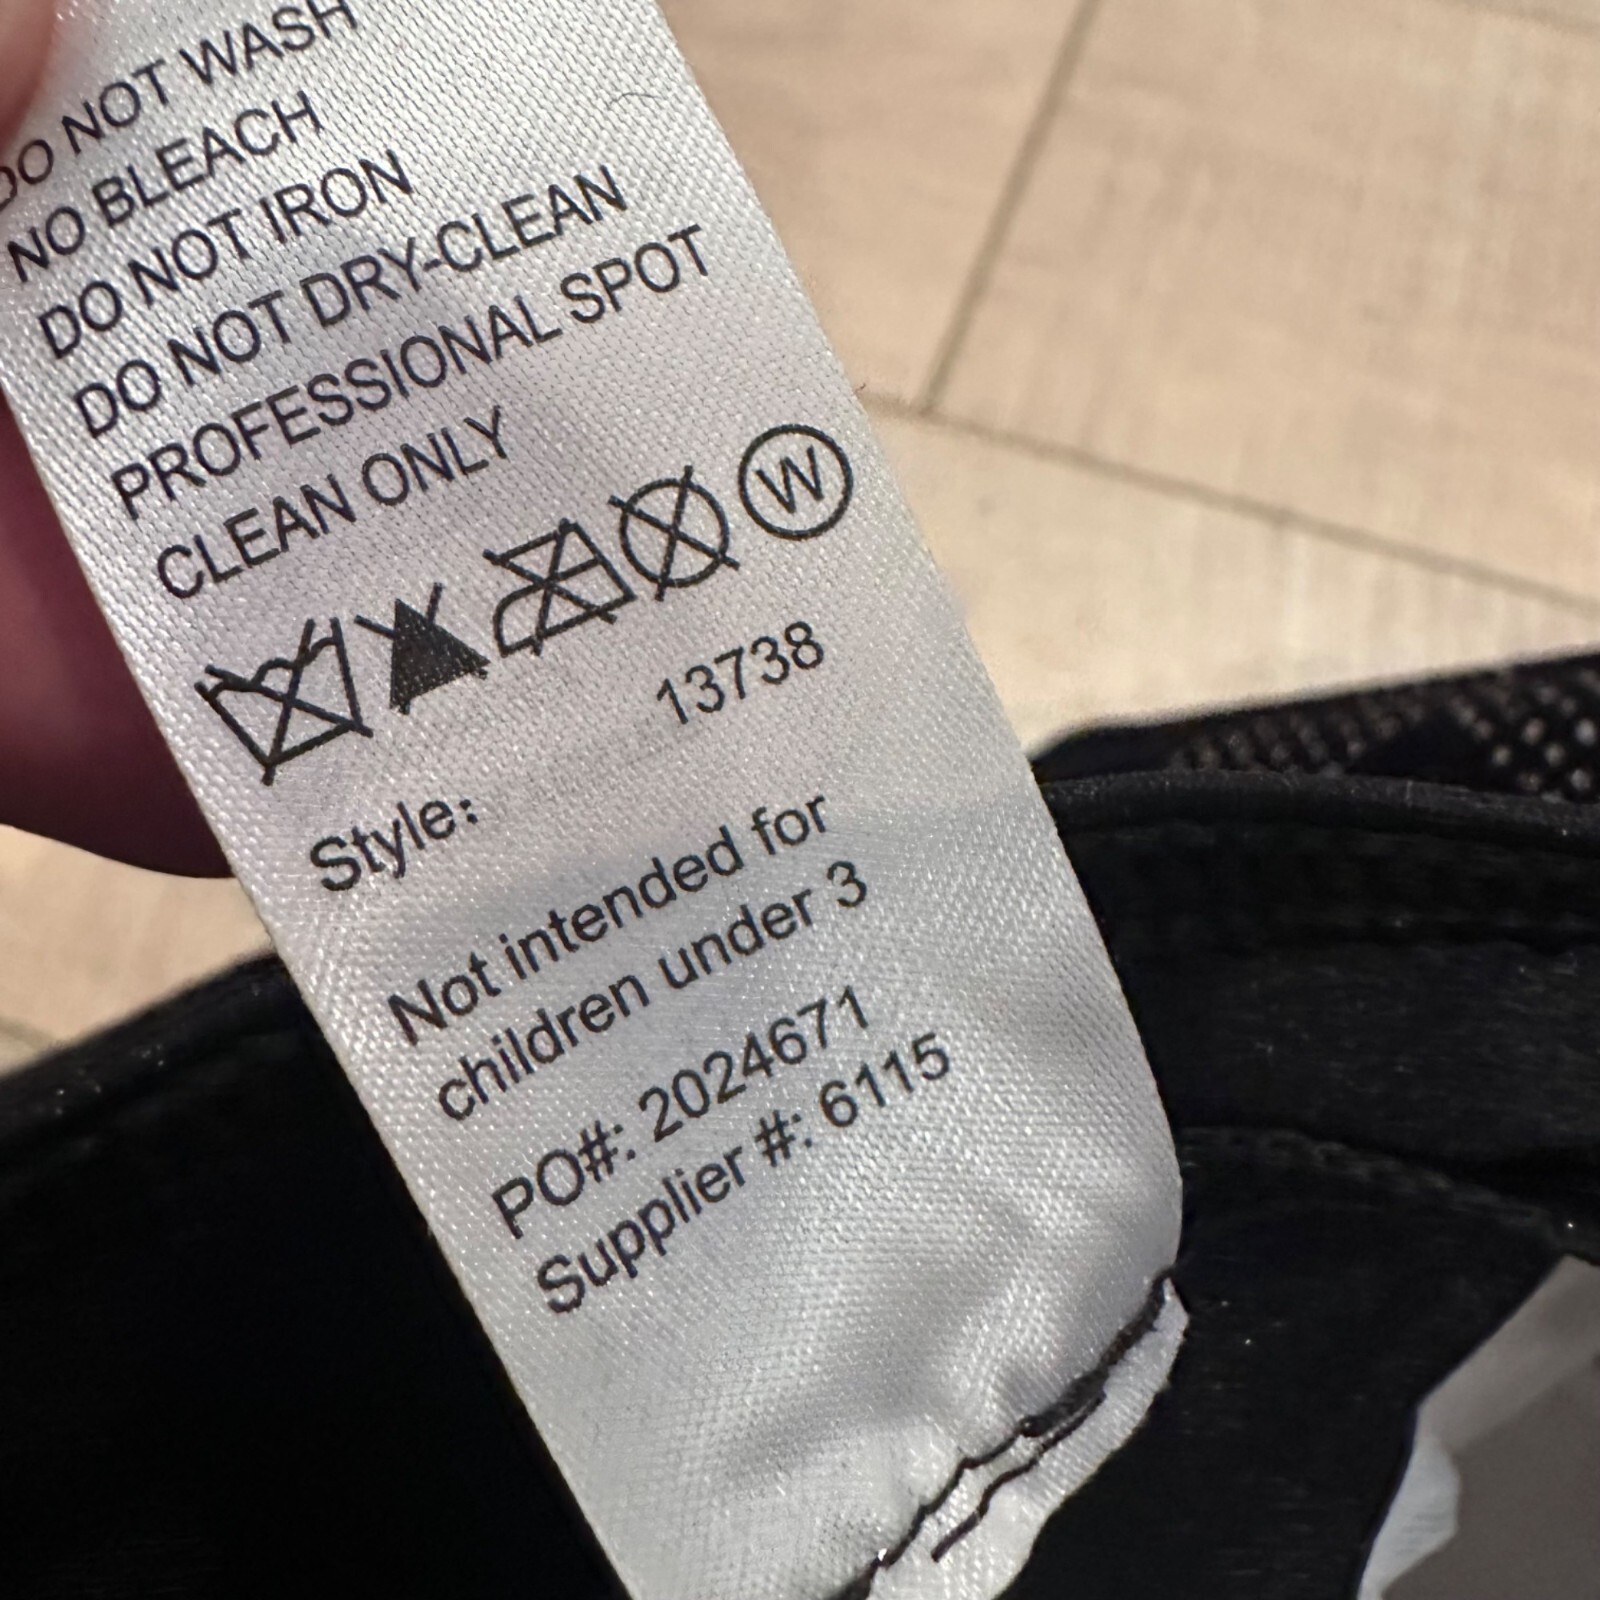 DO NOT WASH
NO BLEACH
DO NOT IRON
DO NOT DRY-CLEAN
PROFESSIONAL SPOT
CLEAN ONLY
W
Style: 13738
Not intended for
children under 3
PO#: 2024671
Supplier #: 6115